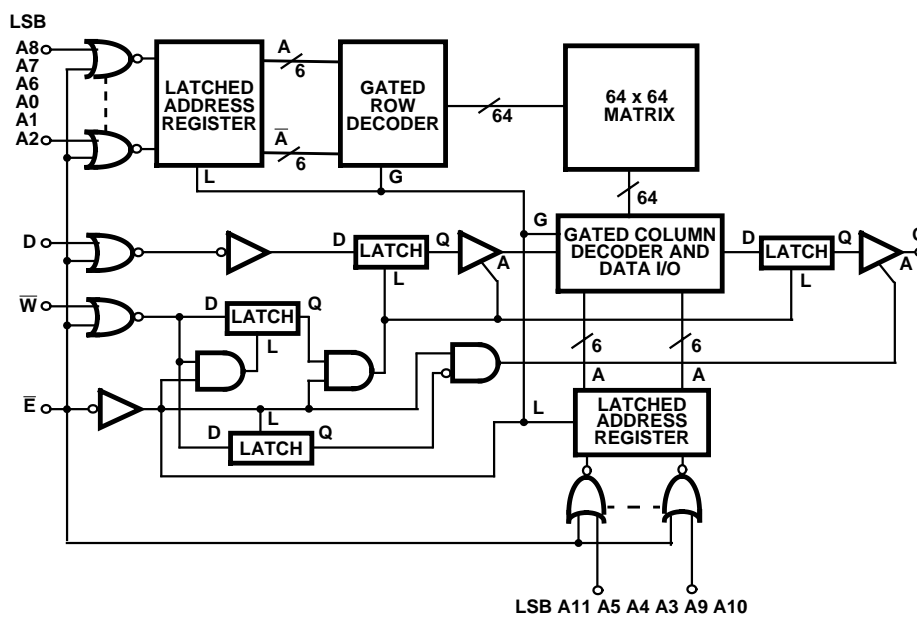 LSB
A8
A7
A6
A0
A1
A2
LATCHED
ADDRESS
REGISTER
A
6
A̅
6
L
GATED
ROW
DECODER
G
64
64 x 64
MATRIX
64
D
D
LATCH
Q
L
A
G
GATED COLUMN
DECODER AND
DATA I/O
D
LATCH
Q
L
A
W̅
D
LATCH
Q
L
6
6
A
A
E̅
L
D
LATCH
Q
L
LATCHED
ADDRESS
REGISTER
LSB A11 A5 A4 A3 A9 A10